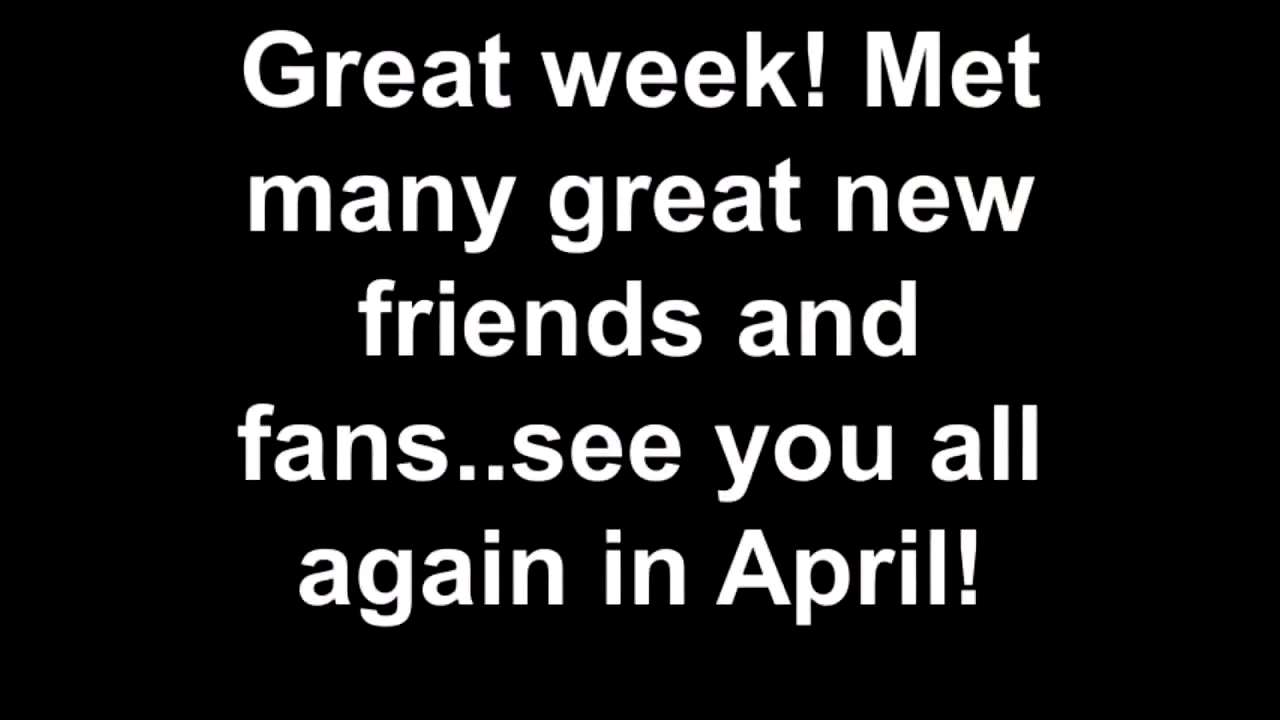 Great week! Met
many great new
friends and
fans..see you all
again in April!